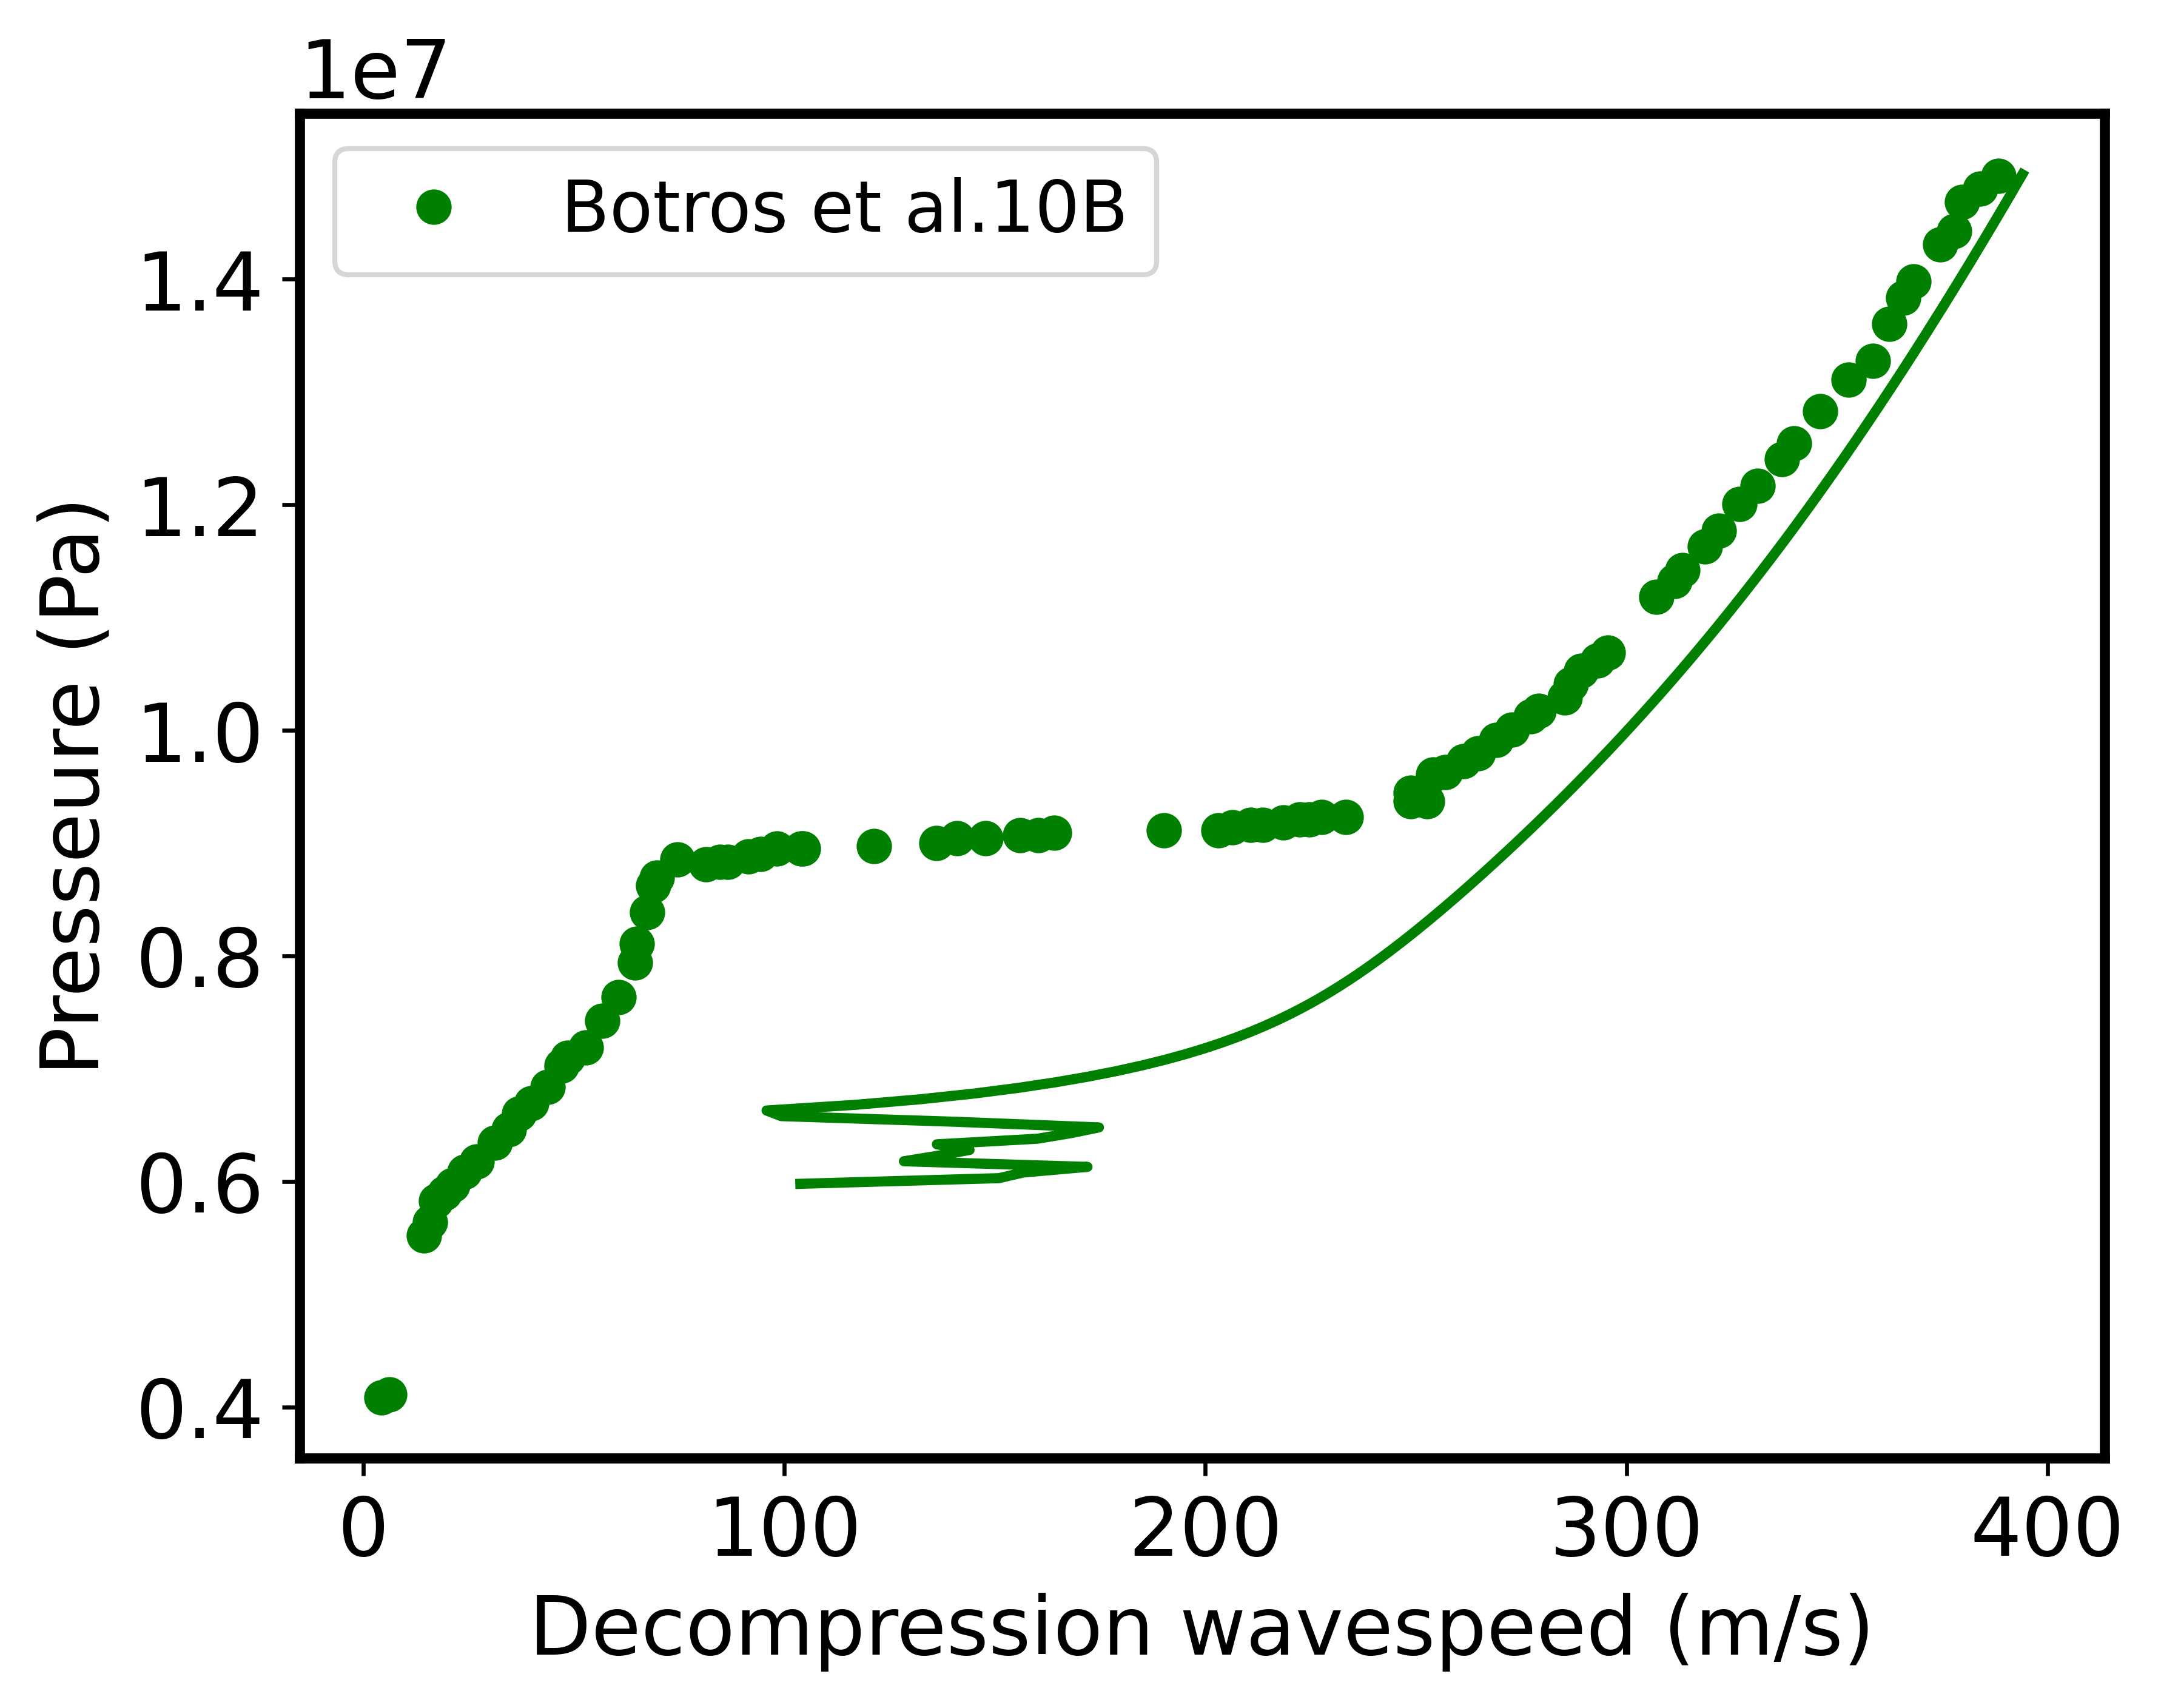 1e7
Botros et al.10B
1.4
1.2
1.0
0.8
0.6
0.4
Presseure (Pa)
0 100 200 300 400
Decompression wavespeed (m/s)